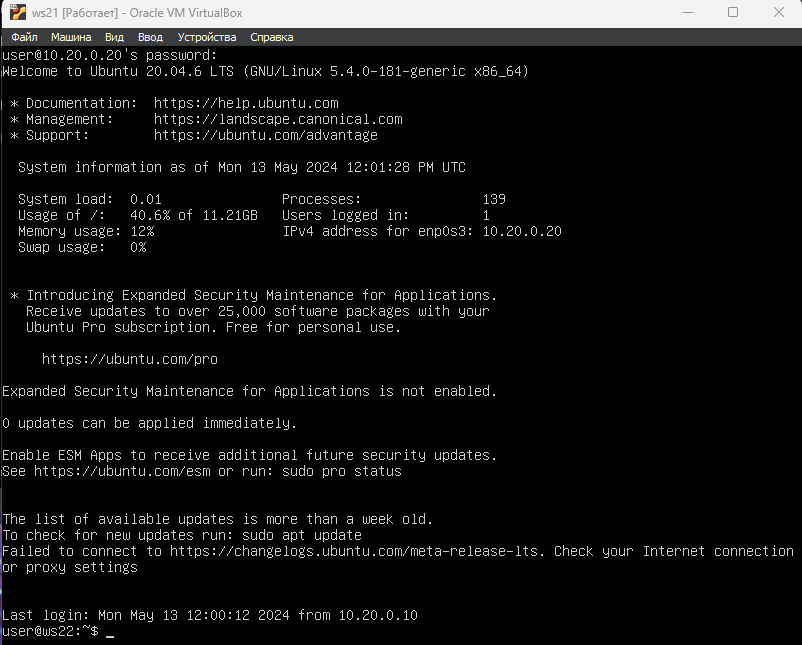 ws21 [Работает] - Oracle VM VirtualBox
Файл Машина Вид Ввод Устройства Справка
user@10.20.0.20's password:
Welcome to Ubuntu 20.04.6 LTS (GNU/Linux 5.4.0-181-generic x86_64)
* Documentation: https://help.ubuntu.com
* Management: https://landscape.canonical.com
* Support: https://ubuntu.com/advantage
System information as of Mon 13 May 2024 12:01:28 PM UTC
System load: 0.01 Processes: 139
Usage of /: 40.6% of 11.21GB Users logged in: 1
Memory usage: 12% IPv4 address for enp0s3: 10.20.0.20
Swap usage: 0%
* Introducing Expanded Security Maintenance for Applications.
Receive updates to over 25,000 software packages with your
Ubuntu Pro subscription. Free for personal use.
https://ubuntu.com/pro
Expanded Security Maintenance for Applications is not enabled.
0 updates can be applied immediately.
Enable ESM Apps to receive additional future security updates.
See https://ubuntu.com/esm or run: sudo pro status
The list of available updates is more than a week old.
To check for new updates run: sudo apt update
Failed to connect to https://changelogs.ubuntu.com/meta-release-lts. Check your Internet connection
or proxy settings
Last login: Mon May 13 12:00:12 2024 from 10.20.0.10
user@ws22:~$ _